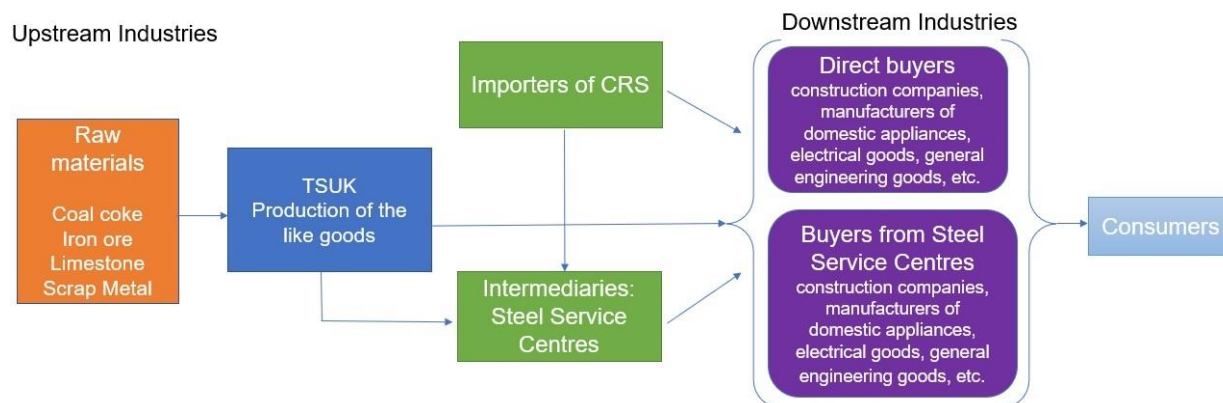 Upstream Industries
Downstream Industries
Raw
materials
Coal coke
Iron ore
Limestone
Scrap Metal
TSUK
Production of the
like goods
Importers of CRS
Intermediaries:
Steel Service
Centres
Direct buyers
construction companies,
manufacturers of
domestic appliances,
electrical goods, general
engineering goods, etc.
Buyers from Steel
Service Centres
construction companies,
manufacturers of
domestic appliances,
electrical goods, general
engineering goods, etc.
Consumers